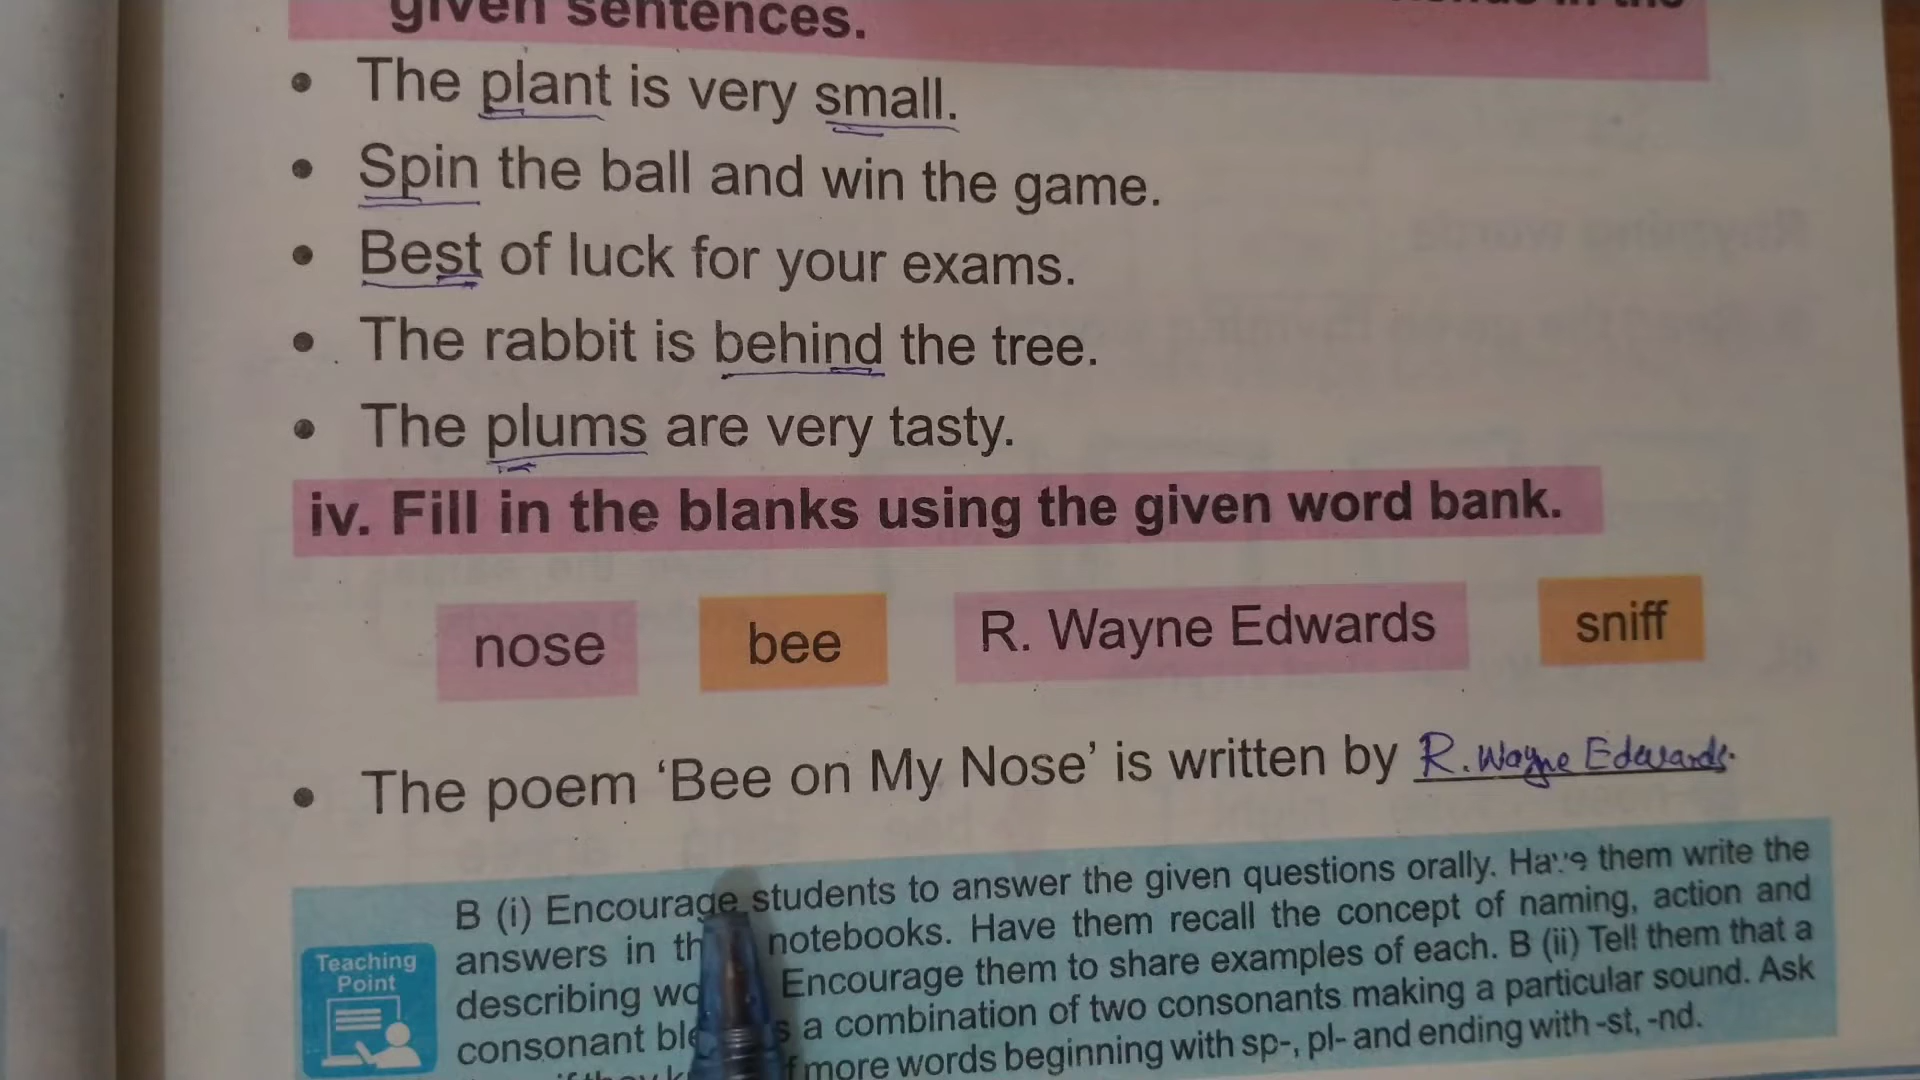 given sentences.
• The plant is very small.
• Spin the ball and win the game.
• Best of luck for your exams.
• The rabbit is behind the tree.
• The plums are very tasty.
iv. Fill in the blanks using the given word bank.
nose bee R. Wayne Edwards sniff
• The poem ‘Bee on My Nose’ is written by R. Wayne Edwards.
B (i) Encourage students to answer the given questions orally. Have them write the
answers in notebooks. Have them recall the concept of naming, action and
describing Encourage them to share examples of each. B (ii) Tell them that a
consonant a combination of two consonants making a particular sound. Ask
more words beginning with sp-, pl- and ending with -st, -nd.
Teaching
Point